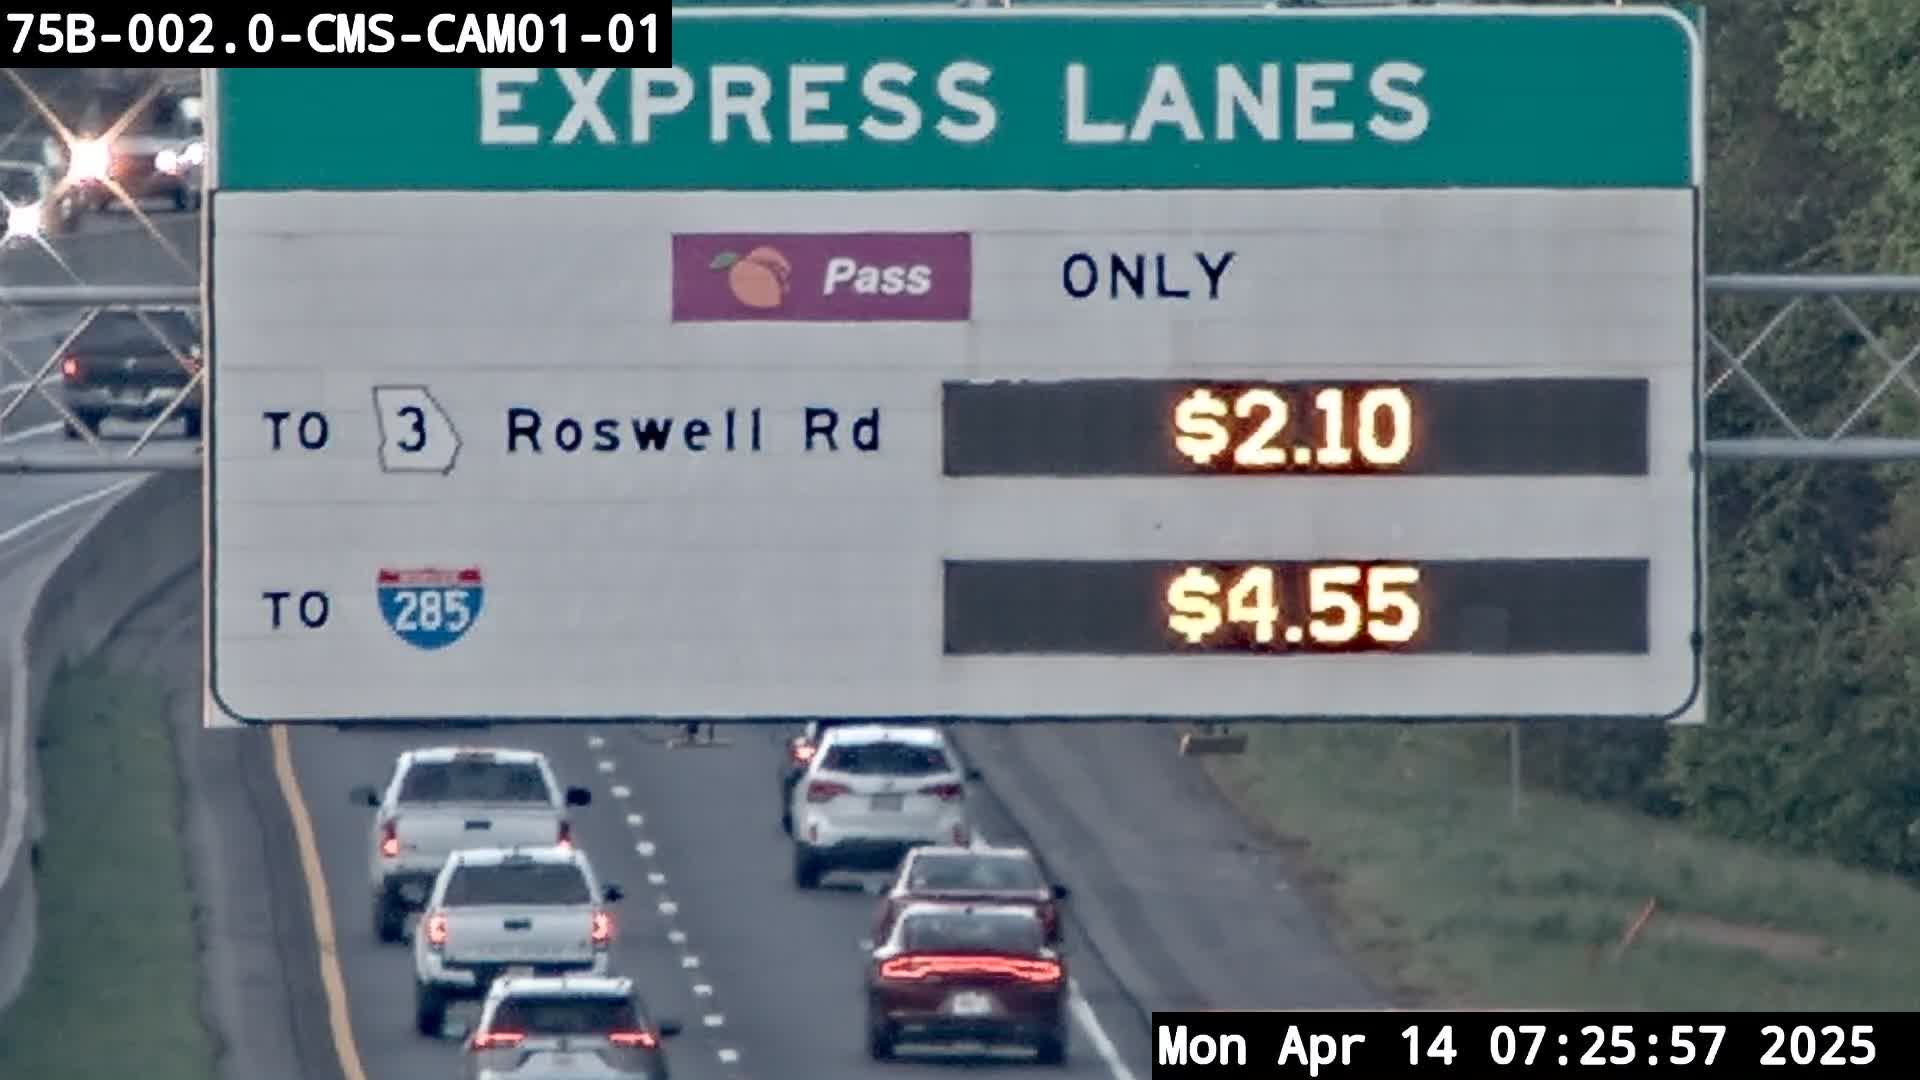 75B-002.0-CMS-CAM01-01
EXPRESS LANES
Pass ONLY
TO 3 Roswell Rd $2.10
TO 285 $4.55
Mon Apr 14 07:25:57 2025